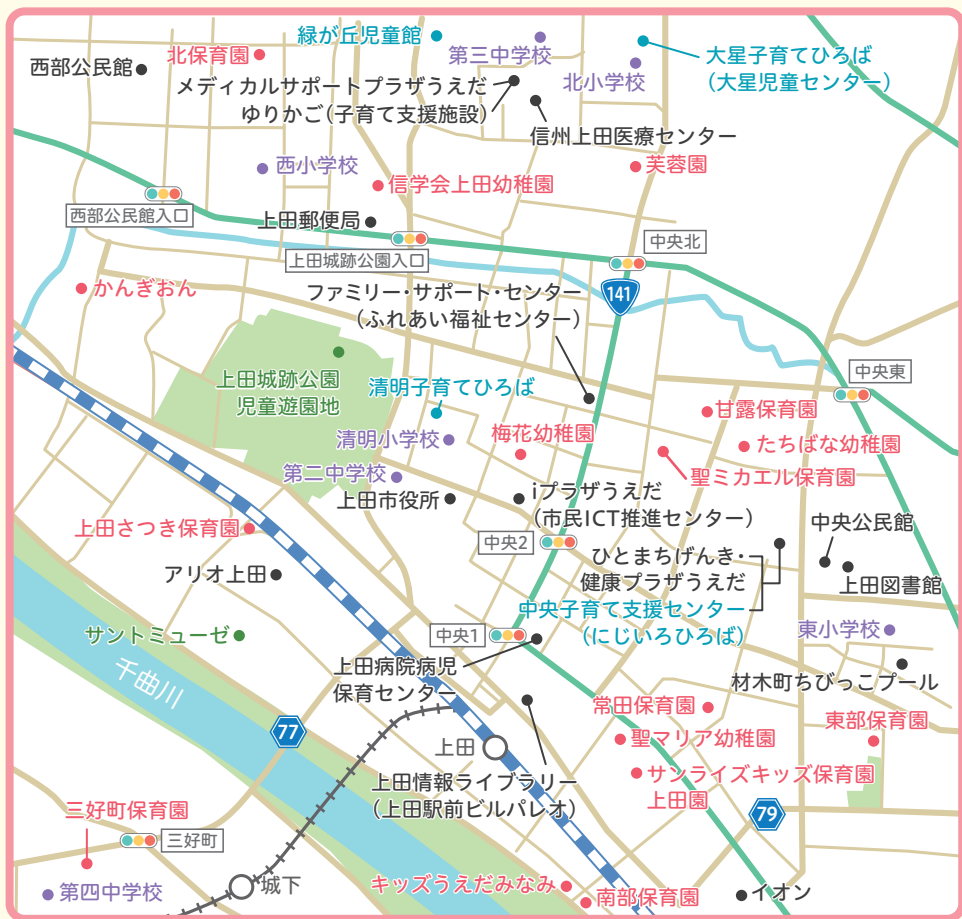 緑が丘児童館
第三中学校
大星子育てひろば
（大星児童センター）
北保育園
西部公民館
北小学校
メディカルサポートプラザうえだ
ゆりかご（子育て支援施設）
信州上田医療センター
西小学校
芙蓉園
信学会上田幼稚園
西部公民館入口
上田郵便局
中央北
上田城跡公園入口
かんぎおん
ファミリー・サポート・センター
（ふれあい福祉センター）
141
中央東
上田城跡公園
児童遊園地
清明子育てひろば
甘露保育園
清明小学校
梅花幼稚園
たちばな幼稚園
第二中学校
聖ミカエル保育園
上田市役所
iプラザうえだ
（市民ICT推進センター）
上田さつき保育園
中央2
中央公民館
ひとまちげんき・
健康プラザうえだ
アリオ上田
上田図書館
中央子育て支援センター
（にじいろひろば）
サントミューゼ
中央1
東小学校
千曲川
上田病院病児
保育センター
材木町ちびっこプール
常田保育園
東部保育園
77
上田
聖マリア幼稚園
上田情報ライブラリー
（上田駅前ビルパレオ）
サンライズキッズ保育園
上田園
三好町保育園
79
三好町
第四中学校
城下
キッズうえだみなみ
南部保育園
イオン